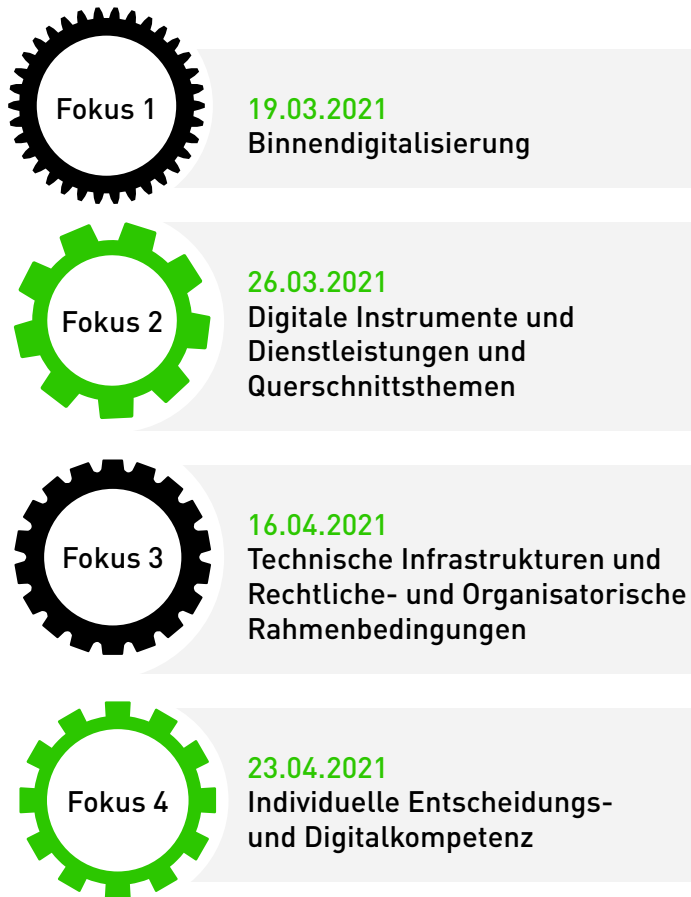 Fokus 1
19.03.2021
Binnendigitalisierung
Fokus 2
26.03.2021
Digitale Instrumente und
Dienstleistungen und
Querschnittsthemen
Fokus 3
16.04.2021
Technische Infrastrukturen und
Rechtliche- und Organisatorische
Rahmenbedingungen
Fokus 4
23.04.2021
Individuelle Entscheidungs-
und Digitalkompetenz